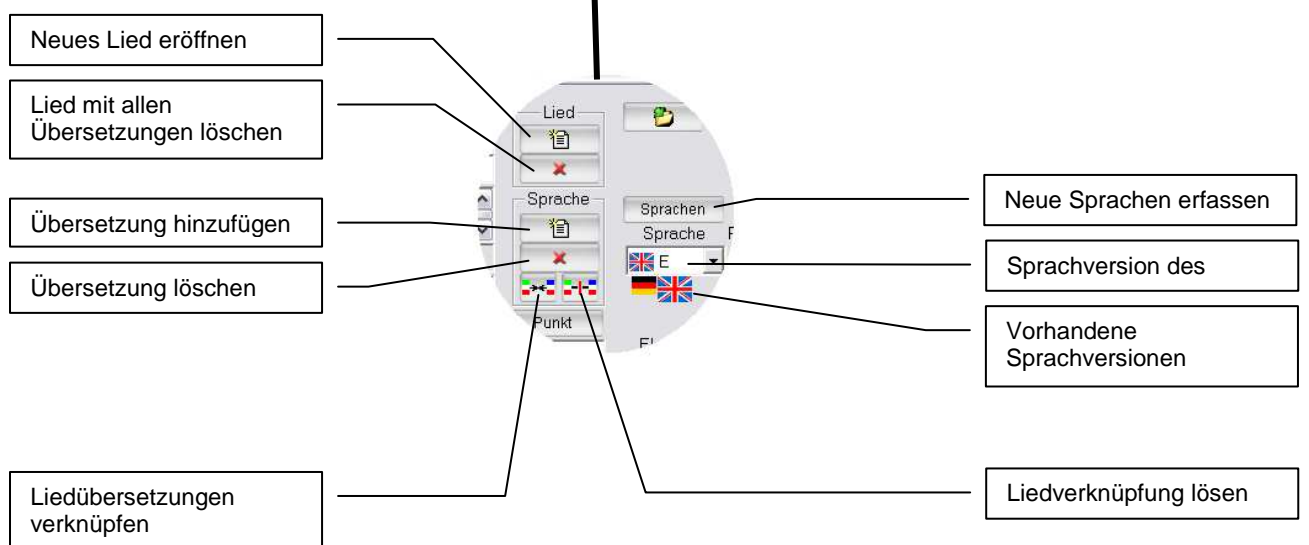 Neues Lied eröffnen
Lied mit allen
Übersetzungen löschen
Übersetzung hinzufügen
Übersetzung löschen
Liedübersetzungen
verknüpfen
Lied
Sprache
Punkt
Sprachen
Sprache
E
Neue Sprachen erfassen
Sprachversion des
Vorhandene
Sprachversionen
Liedverknüpfung lösen